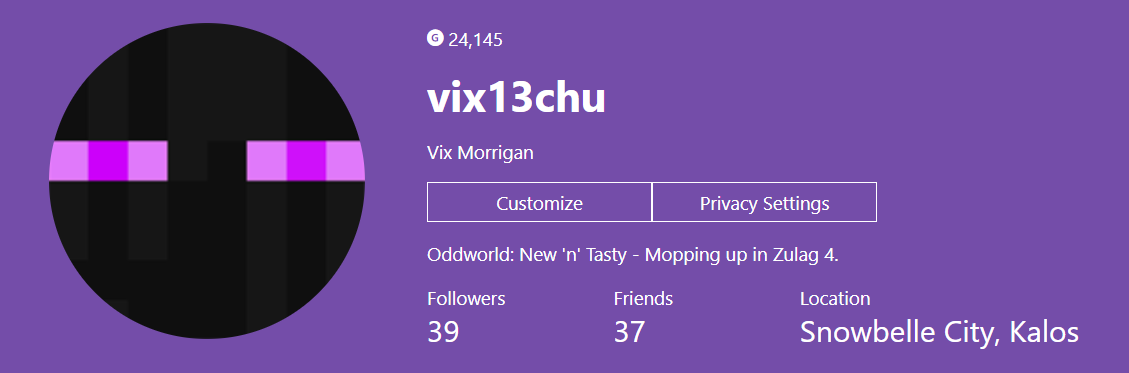 G 24,145
vix13chu
Vix Morrigan
Customize Privacy Settings
Oddworld: New 'n' Tasty - Mopping up in Zulag 4.
Followers Friends Location
39 37 Snowbelle City, Kalos